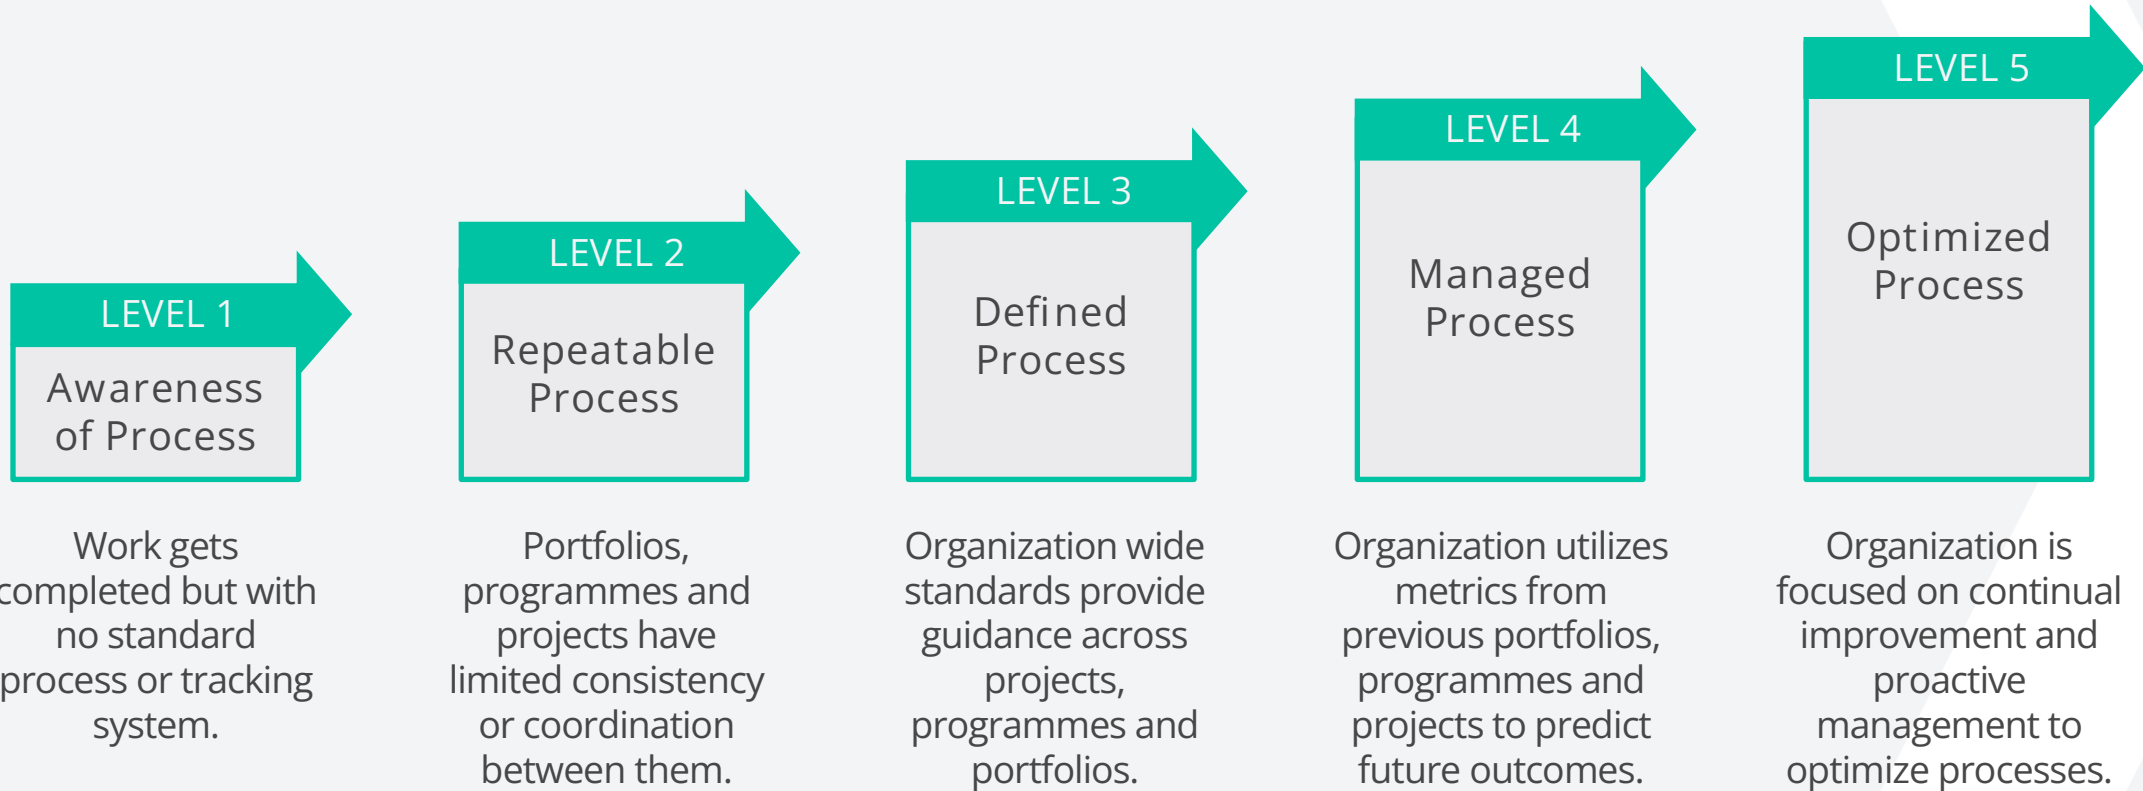 LEVEL 1
Awareness
of Process
Work gets
completed but with
no standard
process or tracking
system.
LEVEL 2
Repeatable
Process
Portfolios,
programmes and
projects have
limited consistency
or coordination
between them.
LEVEL 3
Defined
Process
Organization wide
standards provide
guidance across
projects,
programmes and
portfolios.
LEVEL 4
Managed
Process
Organization utilizes
metrics from
previous portfolios,
programmes and
projects to predict
future outcomes.
LEVEL 5
Optimized
Process
Organization is
focused on continual
improvement and
proactive
management to
optimize processes.